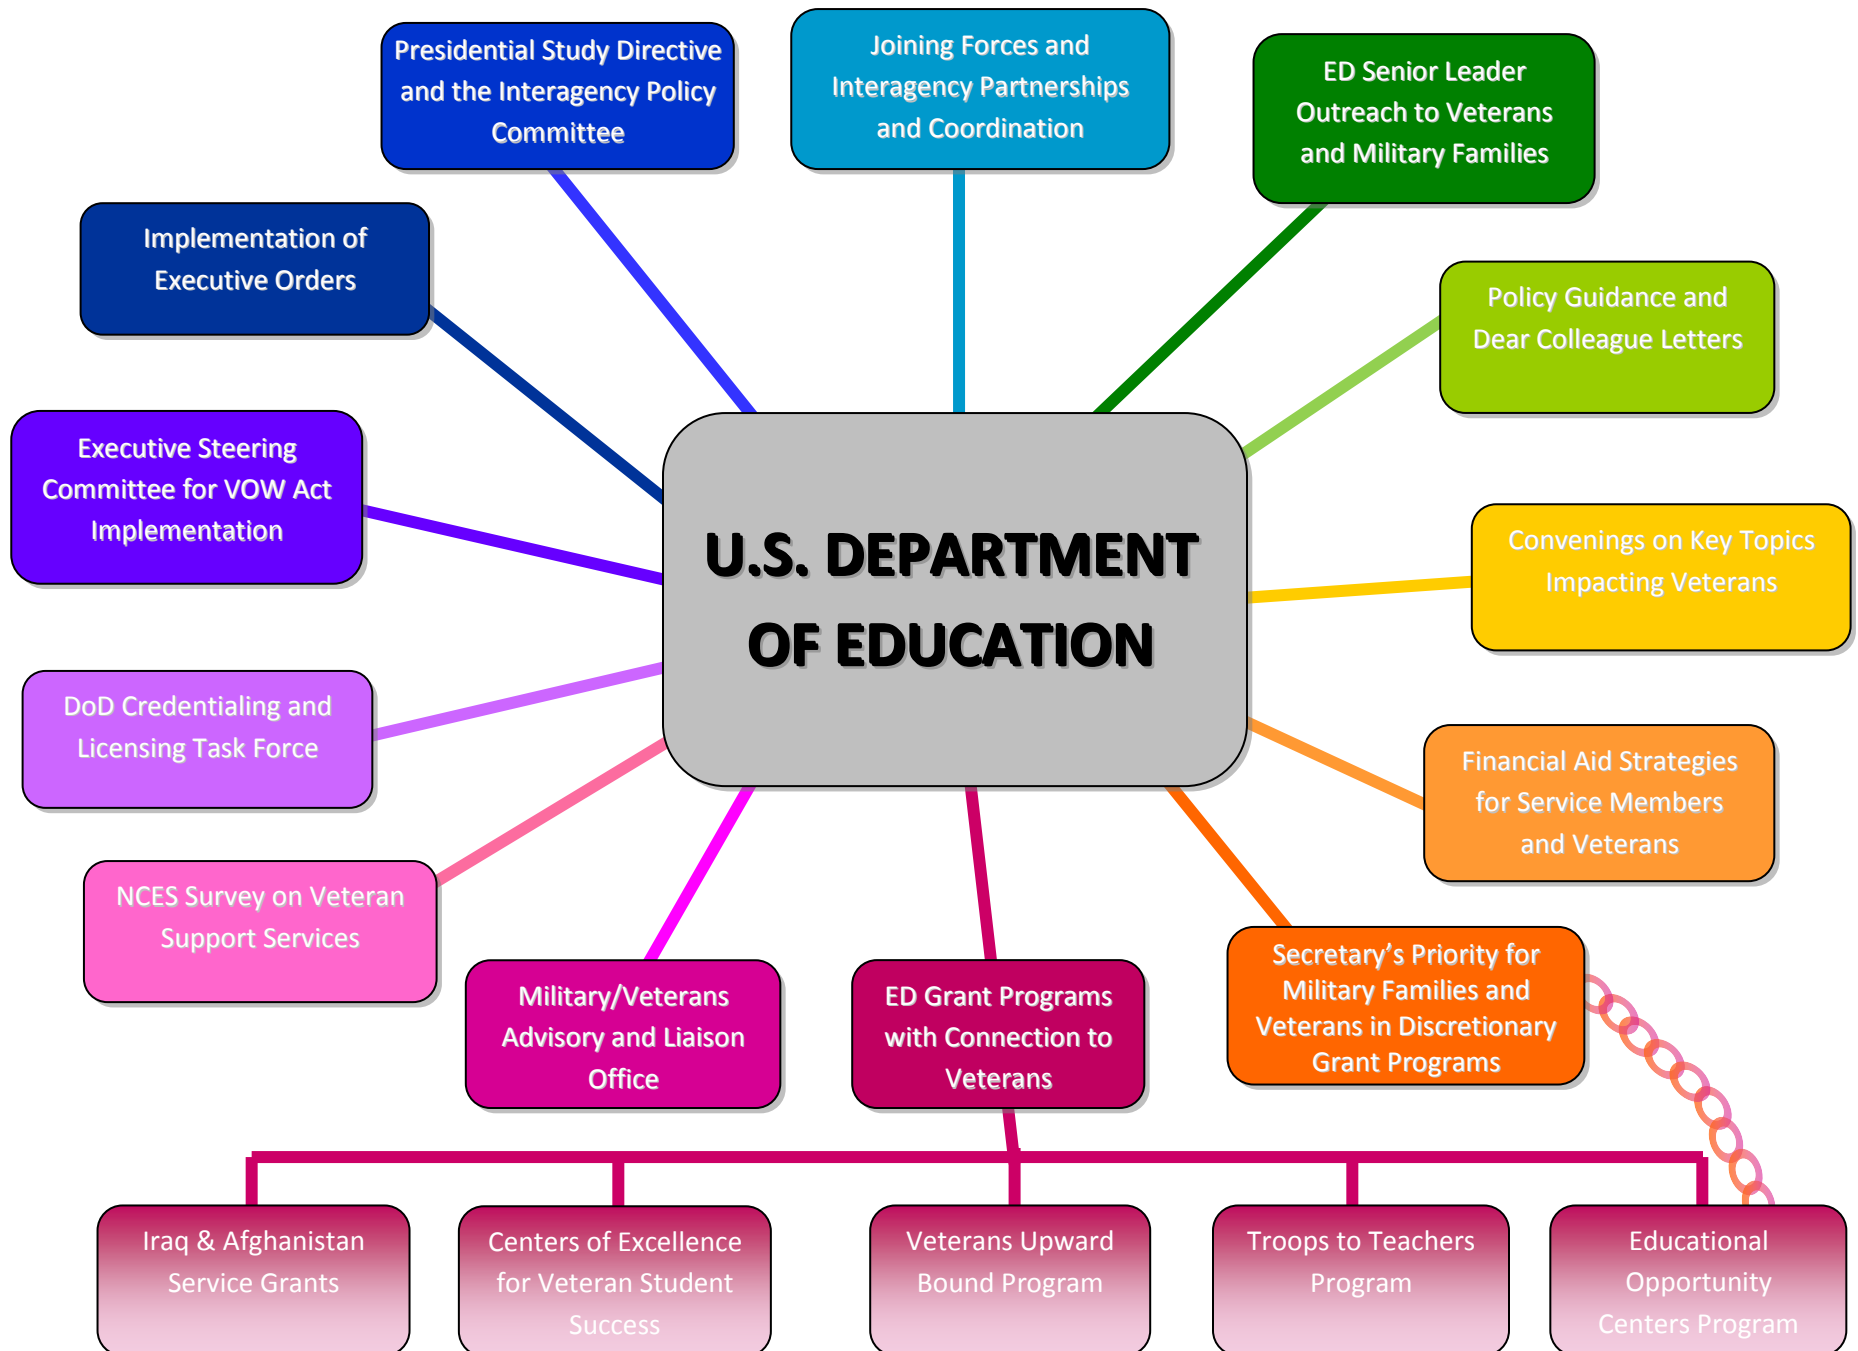 Presidential Study Directive
and the Interagency Policy
Committee
Joining Forces and
Interagency Partnerships
and Coordination
ED Senior Leader
Outreach to Veterans
and Military Families
Implementation of
Executive Orders
Policy Guidance and
Dear Colleague Letters
Executive Steering
Committee for VOW Act
Implementation
U.S. DEPARTMENT
OF EDUCATION
Convenings on Key Topics
Impacting Veterans
DoD Credentialing and
Licensing Task Force
Financial Aid Strategies
for Service Members
and Veterans
NCES Survey on Veteran
Support Services
Military/Veterans
Advisory and Liaison
Office
ED Grant Programs
with Connection to
Veterans
Secretary’s Priority for
Military Families and
Veterans in Discretionary
Grant Programs
Iraq & Afghanistan
Service Grants
Centers of Excellence
for Veteran Student
Success
Veterans Upward
Bound Program
Troops to Teachers
Program
Educational
Opportunity
Centers Program